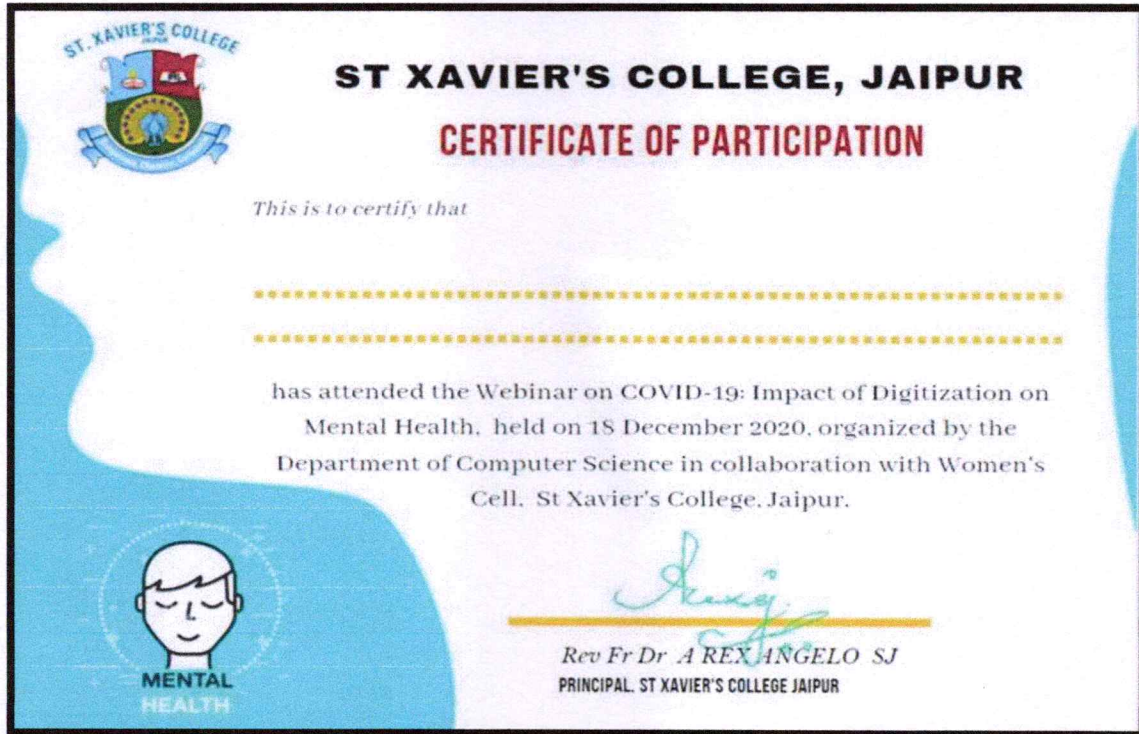 ST. XAVIER'S COLLEGE
JAIPUR
ST XAVIER'S COLLEGE, JAIPUR
CERTIFICATE OF PARTICIPATION
This is to certify that
has attended the Webinar on COVID-19: Impact of Digitization on
Mental Health, held on 18 December 2020, organized by the
Department of Computer Science in collaboration with Women's
Cell, St Xavier's College, Jaipur.
Rev Fr Dr A REX ANGELO SJ
PRINCIPAL, ST XAVIER'S COLLEGE JAIPUR
MENTAL
HEALTH